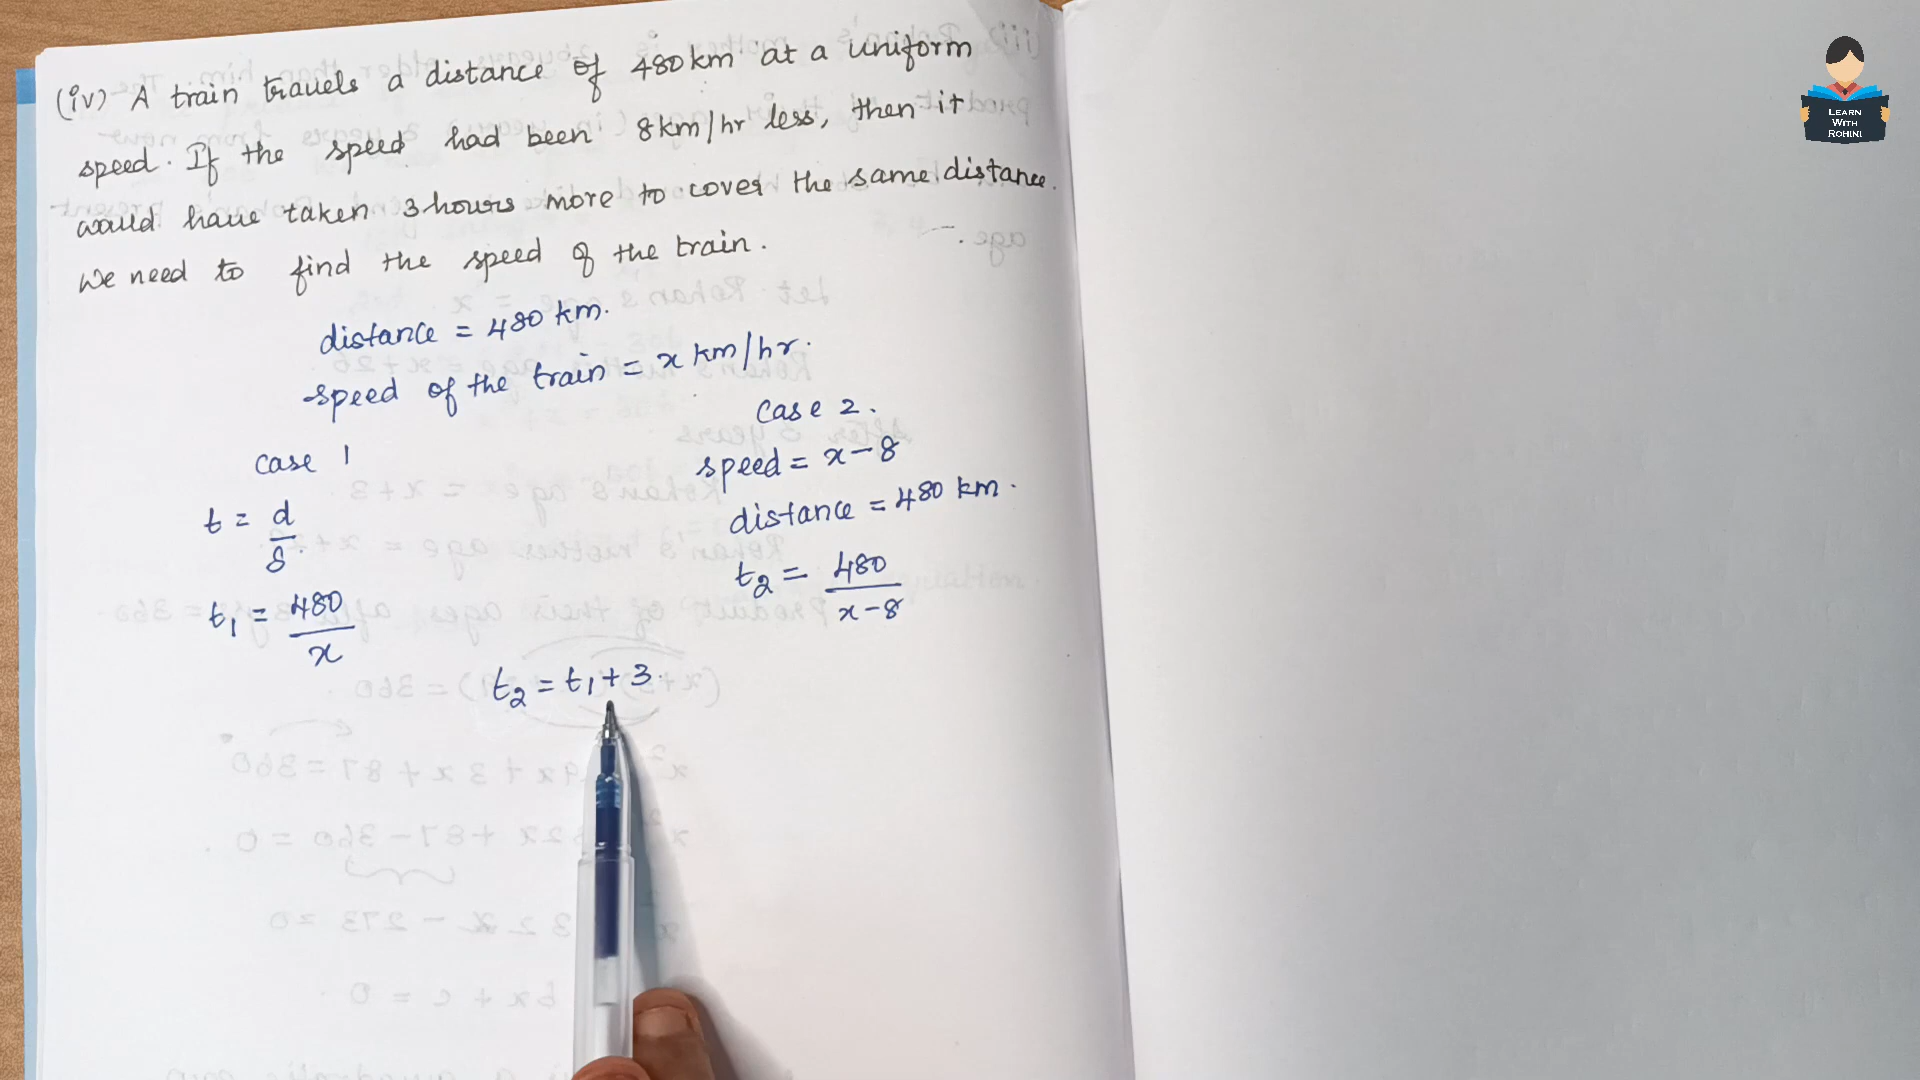 (iv) A train travels a distance of 480 km at a uniform
speed. If the speed had been 8km/hr less, then it
would have taken 3 hours more to cover the same distance.
We need to find the speed of the train.
distance = 480 km.
speed of the train = x km/hr.
Case 1
t = d/s.
t1 = 480/x
Case 2.
speed = x-8
distance = 480 km.
t2 = 480/x-8
t2 = t1 + 3.
LEARN
WITH
ROHINI